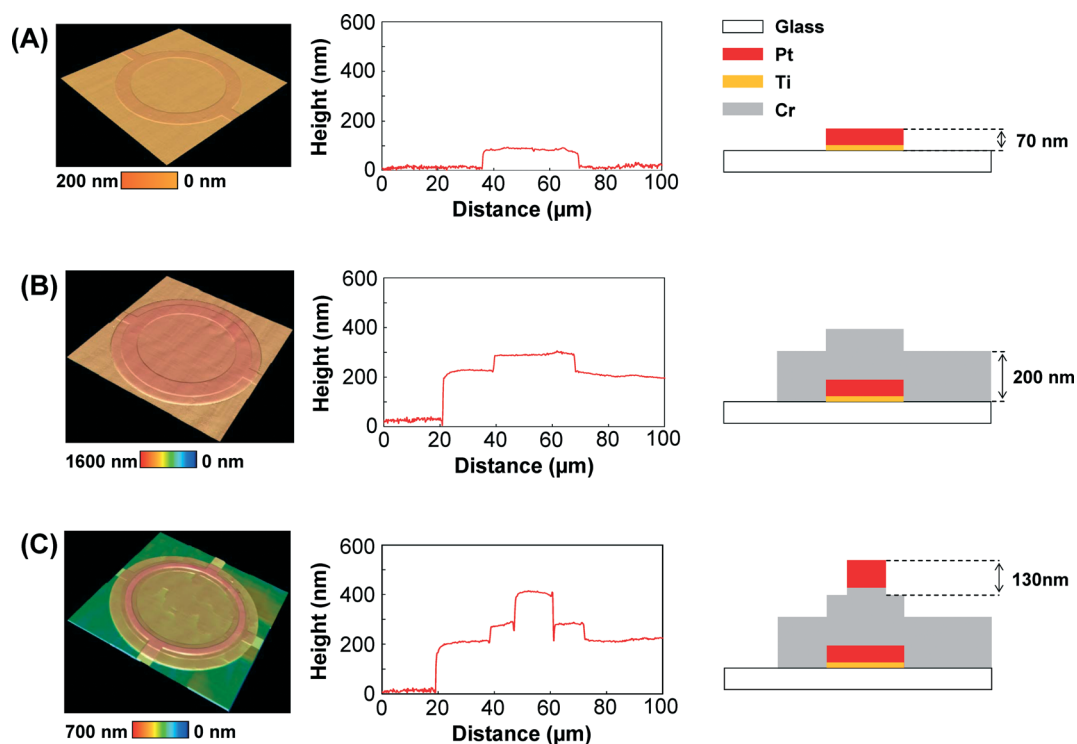 (A)
200 nm 0 nm
Height (nm)
600
400
200
0
0 20 40 60 80 100
Distance (µm)
Glass
Pt
Ti
Cr
70 nm
(B)
1600 nm 0 nm
Height (nm)
600
400
200
0
0 20 40 60 80 100
Distance (µm)
200 nm
(C)
700 nm 0 nm
Height (nm)
600
400
200
0
0 20 40 60 80 100
Distance (µm)
130nm